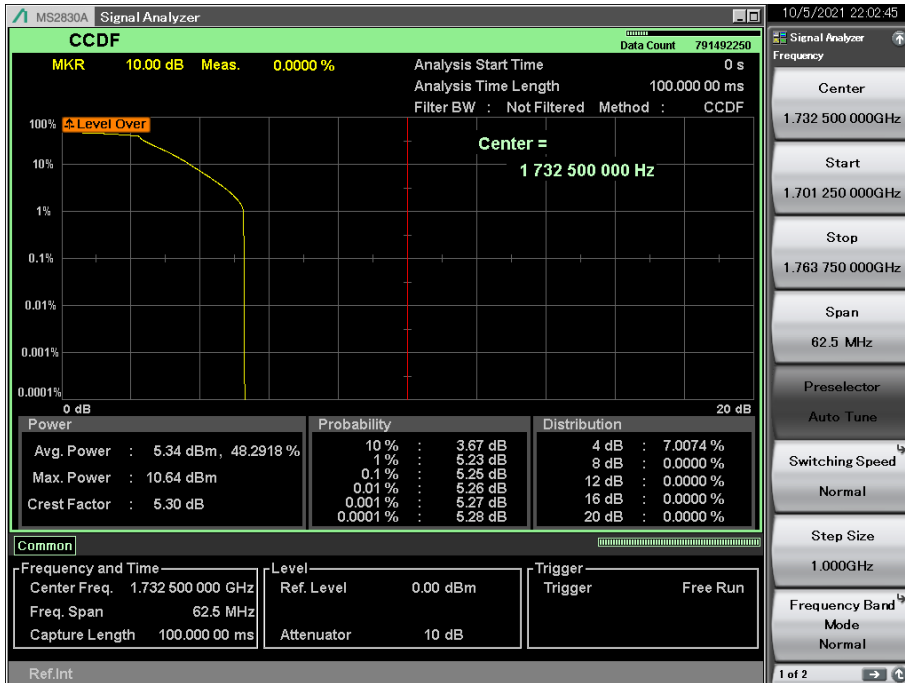 MS2830A Signal Analyzer
10/5/2021 22:02:45
CCDF
Data Count 791492250
MKR 10.00 dB Meas. 0.0000 %
Analysis Start Time 0 s
Analysis Time Length 100.000 00 ms
Filter BW : Not Filtered Method : CCDF
100%
Level Over
Center =
1 732 500 000 Hz
10%
1%
0.1%
0.01%
0.001%
0.0001%
0 dB 20 dB
Power
Avg. Power : 5.34 dBm, 48.2918 %
Max. Power : 10.64 dBm
Crest Factor : 5.30 dB
Probability
10 % : 3.67 dB
1 % : 5.23 dB
0.1 % : 5.25 dB
0.01 % : 5.26 dB
0.001 % : 5.27 dB
0.0001 % : 5.28 dB
Distribution
4 dB : 7.0074 %
8 dB : 0.0000 %
12 dB : 0.0000 %
16 dB : 0.0000 %
20 dB : 0.0000 %
Common
Frequency and Time
Center Freq. 1.732 500 000 GHz
Freq. Span 62.5 MHz
Capture Length 100.000 00 ms
Level
Ref. Level 0.00 dBm
Attenuator 10 dB
Trigger
Trigger Free Run
Ref.Int
Signal Analyzer
Frequency
Center
1.732 500 000GHz
Start
1.701 250 000GHz
Stop
1.763 750 000GHz
Span
62.5 MHz
Preselector
Auto Tune
Switching Speed
Normal
Step Size
1.000GHz
Frequency Band
Mode
Normal
1 of 2